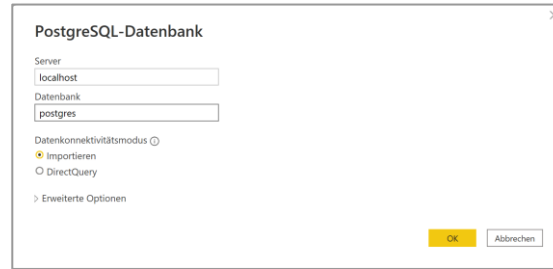 PostgreSQL-Datenbank
Server
localhost
Datenbank
postgres
Datenkonnektivitätsmodus
Importieren
DirectQuery
Erweiterte Optionen
OK Abbrechen